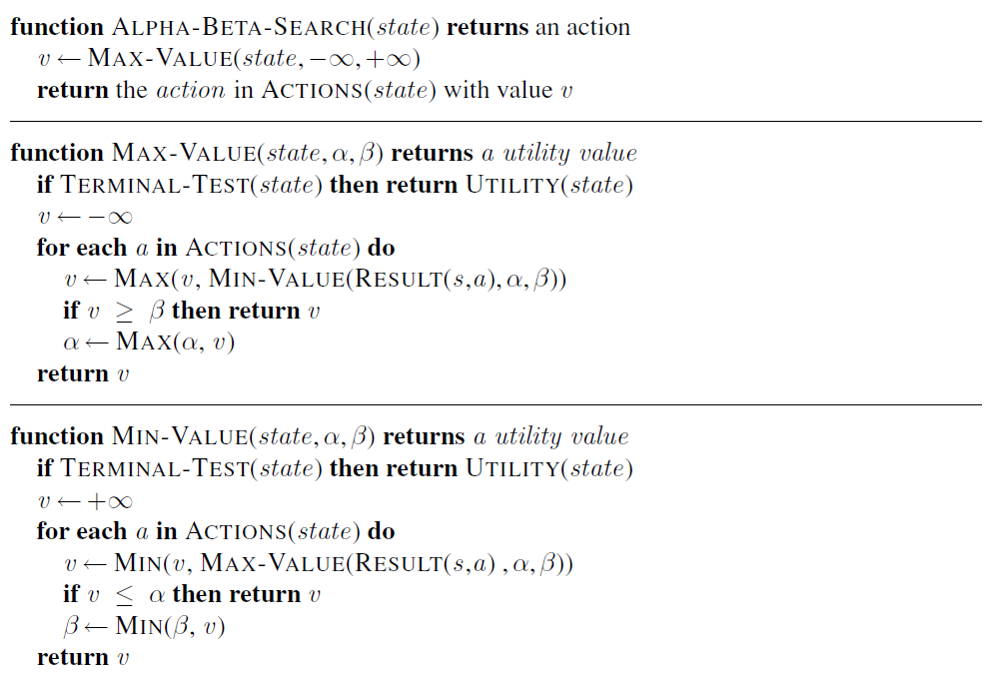 function ALPHA-BETA-SEARCH(state) returns an action
v ← MAX-VALUE(state, −∞, +∞)
return the action in ACTIONS(state) with value v
function MAX-VALUE(state, α, β) returns a utility value
if TERMINAL-TEST(state) then return UTILITY(state)
v ← −∞
for each a in ACTIONS(state) do
v ← MAX(v, MIN-VALUE(RESULT(s,a), α, β))
if v ≥ β then return v
α ← MAX(α, v)
return v
function MIN-VALUE(state, α, β) returns a utility value
if TERMINAL-TEST(state) then return UTILITY(state)
v ← +∞
for each a in ACTIONS(state) do
v ← MIN(v, MAX-VALUE(RESULT(s,a) , α, β))
if v ≤ α then return v
β ← MIN(β, v)
return v